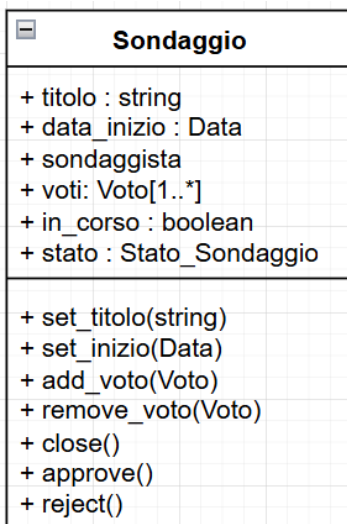 Sondaggio
+ titolo : string
+ data_inizio : Data
+ sondaggista
+ voti: Voto[1..*]
+ in_corso : boolean
+ stato : Stato_Sondaggio
+ set_titolo(string)
+ set_inizio(Data)
+ add_voto(Voto)
+ remove_voto(Voto)
+ close()
+ approve()
+ reject()